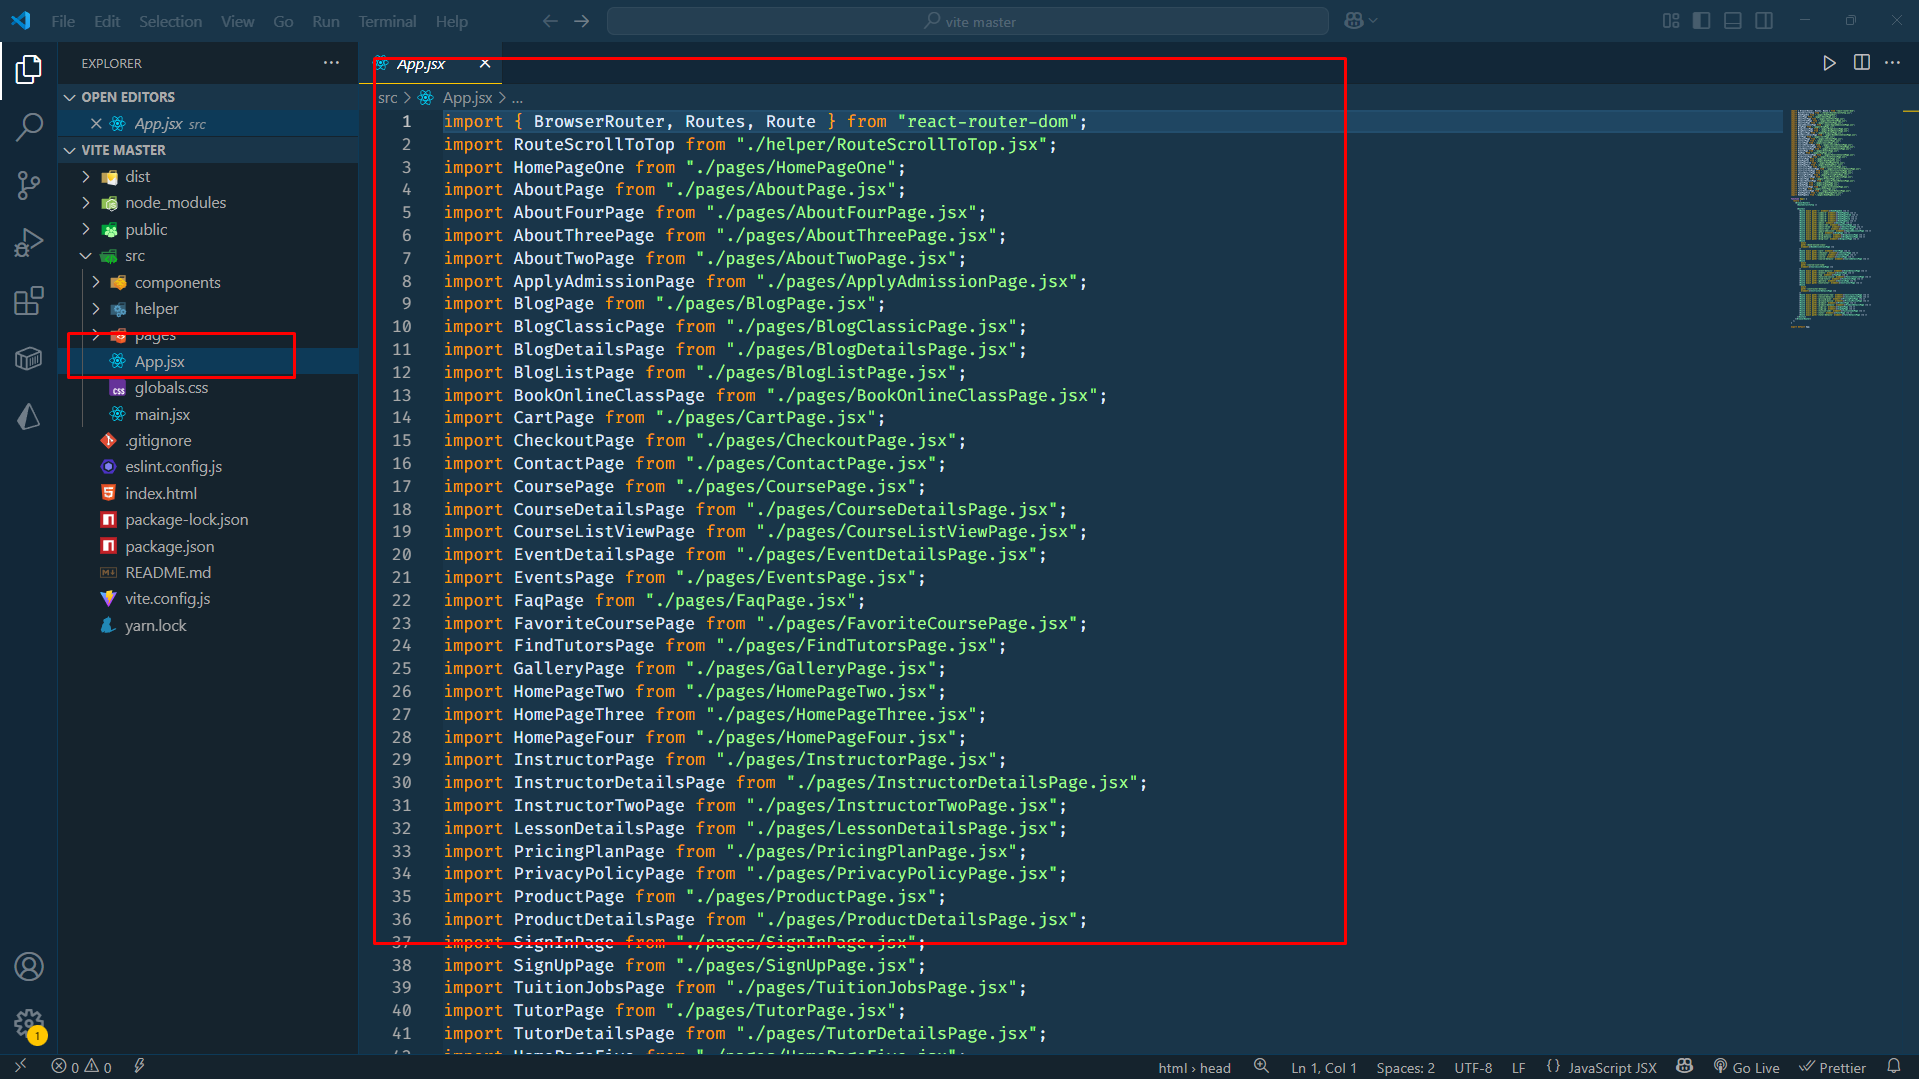 File Edit Selection View Go Run Terminal Help
vite master
EXPLORER
OPEN EDITORS
App.jsx src
VITE MASTER
dist
node_modules
public
src
components
helper
pages
App.jsx
globals.css
main.jsx
.gitignore
eslint.config.js
index.html
package-lock.json
package.json
README.md
vite.config.js
yarn.lock
App.jsx
src > App.jsx > ...
1 import { BrowserRouter, Routes, Route } from "react-router-dom";
2 import RouteScrollToTop from "./helper/RouteScrollToTop.jsx";
3 import HomePageOne from "./pages/HomePageOne";
4 import AboutPage from "./pages/AboutPage.jsx";
5 import AboutFourPage from "./pages/AboutFourPage.jsx";
6 import AboutThreePage from "./pages/AboutThreePage.jsx";
7 import AboutTwoPage from "./pages/AboutTwoPage.jsx";
8 import ApplyAdmissionPage from "./pages/ApplyAdmissionPage.jsx";
9 import BlogPage from "./pages/BlogPage.jsx";
10 import BlogClassicPage from "./pages/BlogClassicPage.jsx";
11 import BlogDetailsPage from "./pages/BlogDetailsPage.jsx";
12 import BlogListPage from "./pages/BlogListPage.jsx";
13 import BookOnlineClassPage from "./pages/BookOnlineClassPage.jsx";
14 import CartPage from "./pages/CartPage.jsx";
15 import CheckoutPage from "./pages/CheckoutPage.jsx";
16 import ContactPage from "./pages/ContactPage.jsx";
17 import CoursePage from "./pages/CoursePage.jsx";
18 import CourseDetailsPage from "./pages/CourseDetailsPage.jsx";
19 import CourseListViewPage from "./pages/CourseListViewPage.jsx";
20 import EventDetailsPage from "./pages/EventDetailsPage.jsx";
21 import EventsPage from "./pages/EventsPage.jsx";
22 import FaqPage from "./pages/FaqPage.jsx";
23 import FavoriteCoursePage from "./pages/FavoriteCoursePage.jsx";
24 import FindTutorsPage from "./pages/FindTutorsPage.jsx";
25 import GalleryPage from "./pages/GalleryPage.jsx";
26 import HomePageTwo from "./pages/HomePageTwo.jsx";
27 import HomePageThree from "./pages/HomePageThree.jsx";
28 import HomePageFour from "./pages/HomePageFour.jsx";
29 import InstructorPage from "./pages/InstructorPage.jsx";
30 import InstructorDetailsPage from "./pages/InstructorDetailsPage.jsx";
31 import InstructorTwoPage from "./pages/InstructorTwoPage.jsx";
32 import LessonDetailsPage from "./pages/LessonDetailsPage.jsx";
33 import PricingPlanPage from "./pages/PricingPlanPage.jsx";
34 import PrivacyPolicyPage from "./pages/PrivacyPolicyPage.jsx";
35 import ProductPage from "./pages/ProductPage.jsx";
36 import ProductDetailsPage from "./pages/ProductDetailsPage.jsx";
37 import SignInPage from "./pages/SignInPage.jsx";
38 import SignUpPage from "./pages/SignUpPage.jsx";
39 import TuitionJobsPage from "./pages/TuitionJobsPage.jsx";
40 import TutorPage from "./pages/TutorPage.jsx";
41 import TutorDetailsPage from "./pages/TutorDetailsPage.jsx";
42 import HomePageFive from "./pages/HomePageFive.jsx";
1
0 0
html > head Ln 1, Col 1 Spaces: 2 UTF-8 LF {} JavaScript JSX Go Live Prettier